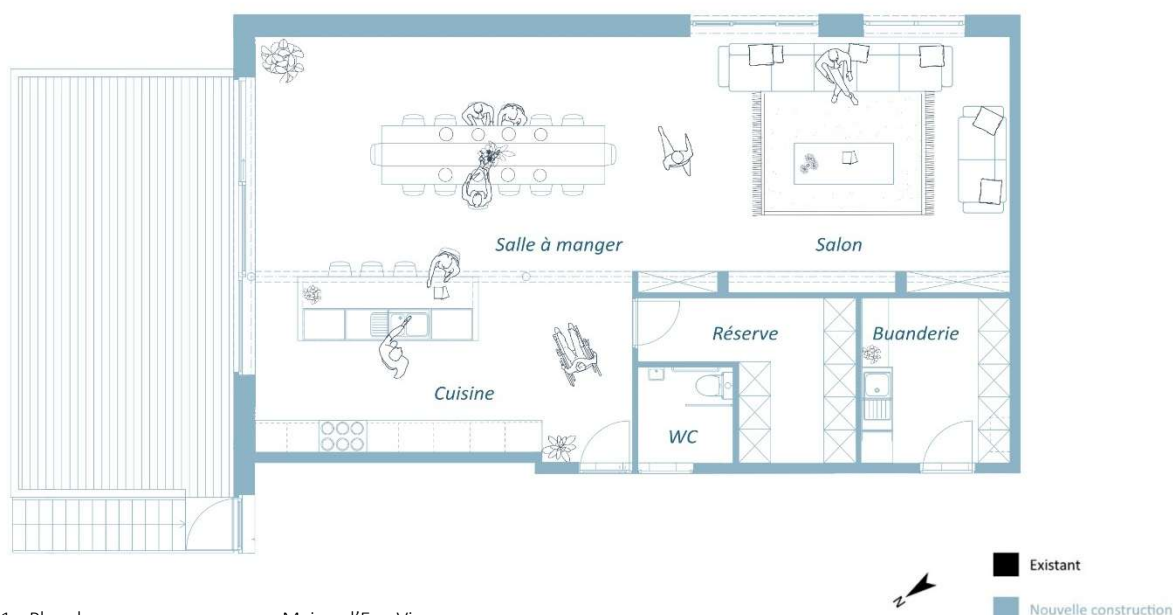 Salle à manger
Salon
Réserve
Buanderie
Cuisine
WC
Existant
N
Nouvelle construction